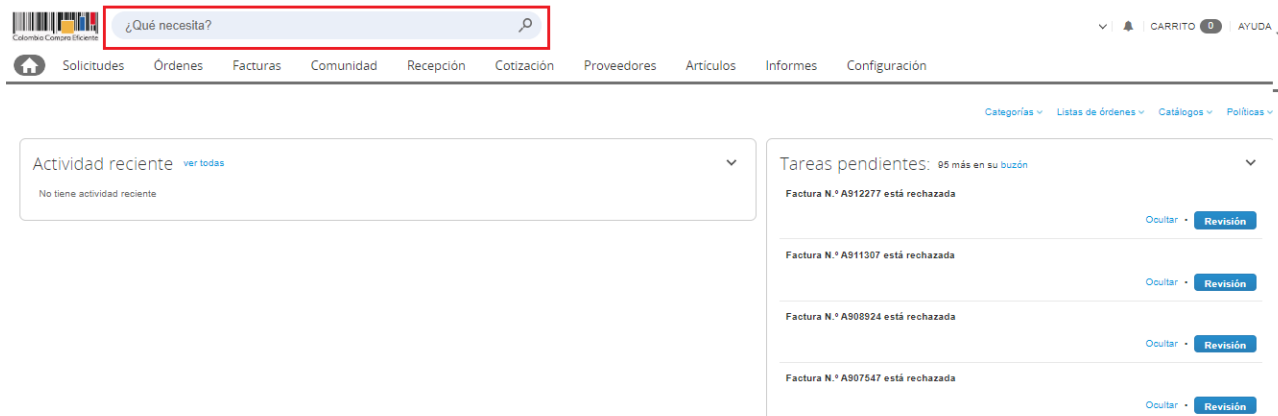 Colombia Compra Eficiente
¿Qué necesita?
CARRITO 0 AYUDA
Solicitudes Órdenes Facturas Comunidad Recepción Cotización Proveedores Artículos Informes Configuración
Categorías Listas de órdenes Catálogos Políticas
Actividad reciente ver todas
No tiene actividad reciente
Tareas pendientes: 95 más en su buzón
Factura N.º A912277 está rechazada
Ocultar • Revisión
Factura N.º A911307 está rechazada
Ocultar • Revisión
Factura N.º A908924 está rechazada
Ocultar • Revisión
Factura N.º A907547 está rechazada
Ocultar • Revisión